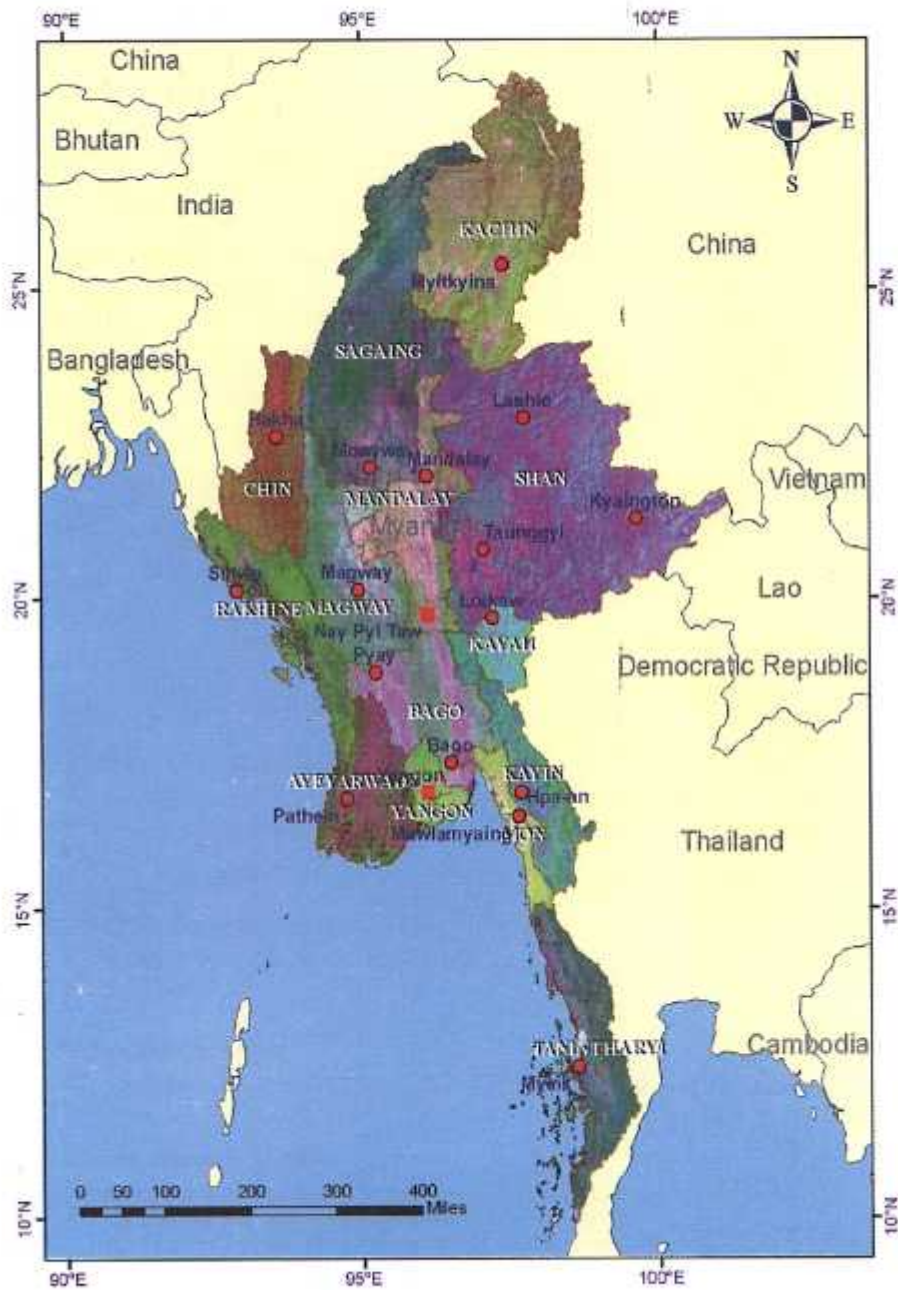 90°E 95°E 100°E
China
N
W E
S
Bhutan
India
KACHIN
China
Myitkyina
25°N 25°N
Bangladesh
SAGAING
Hakha
Lashio
Monywa
Mandalay
CHIN
MANDALAY
SHAN
Vietnam
Kyaington
Taunggyi
Sittwe
Magway
20°N 20°N
RAKHINE MAGWAY
Loikaw
Lao
Nay Pyi Taw
KAYAH
Pyay
Democratic Republic
BAGO
Bago
AYEYARWADY
KAYIN
Hpa-an
Pathein
YANGON
Mawlamyaing
MON
Thailand
15°N 15°N
TANINTHARYI
Cambodia
Myeik
0 50 100 200 300 400
Miles
10°N 10°N
90°E 95°E 100°E